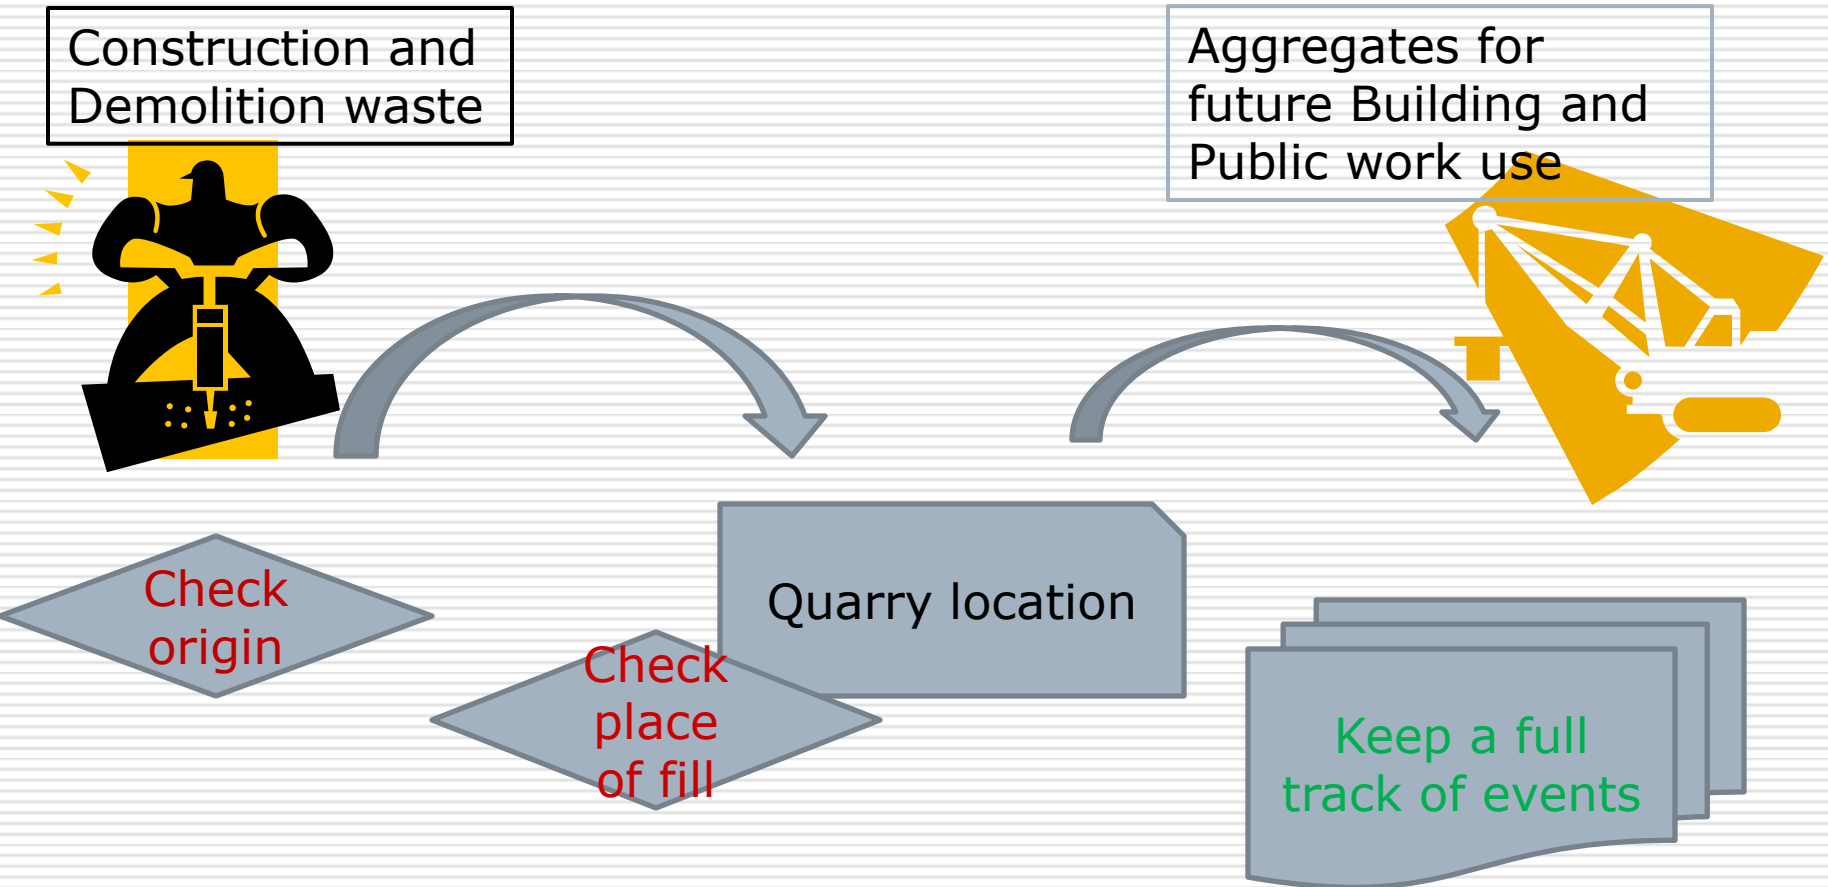 Construction and
Demolition waste
Aggregates for
future Building and
Public work use
Check
origin
Quarry location
Check
place
of fill
Keep a full
track of events